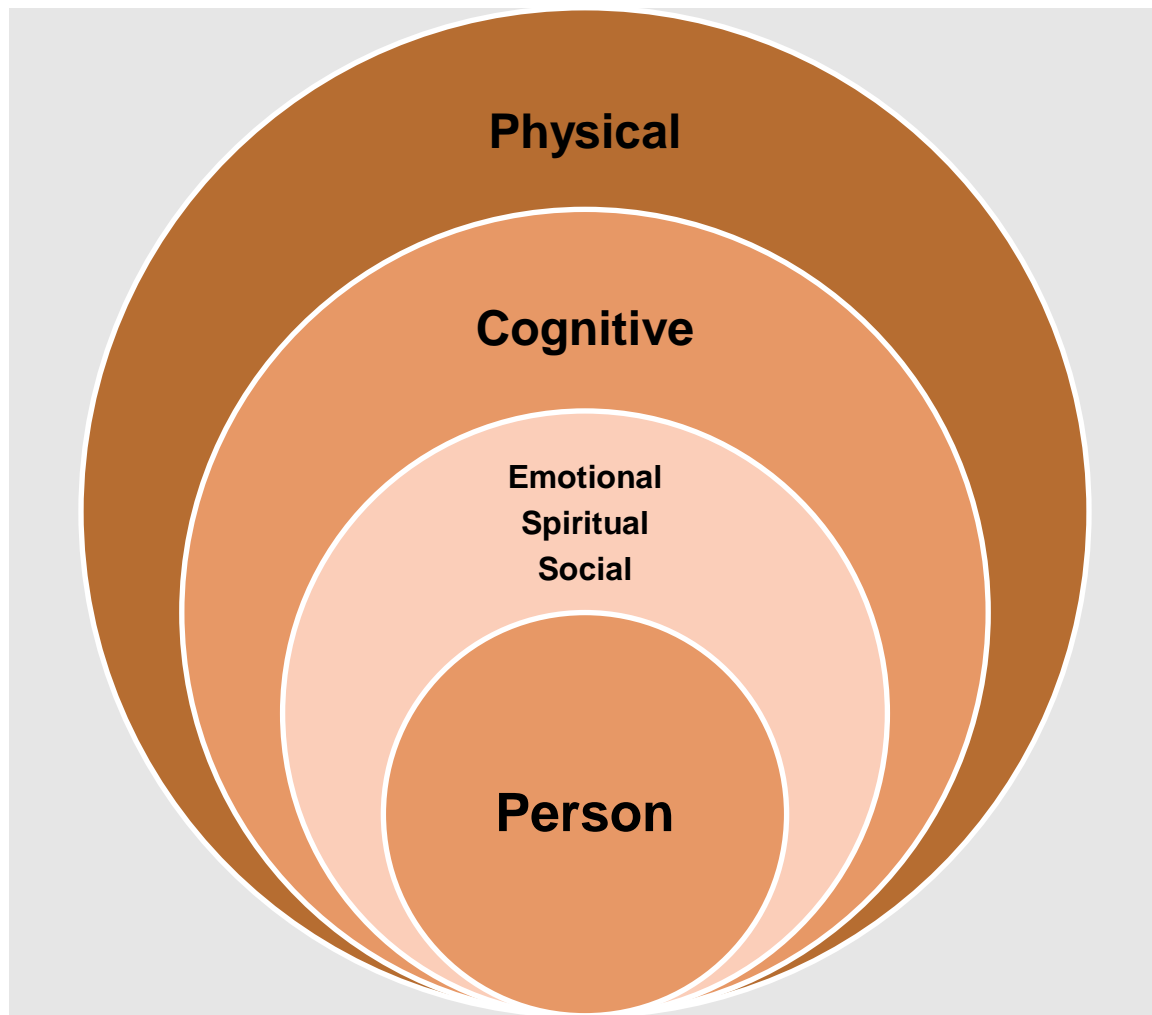 Physical
Cognitive
Emotional
Spiritual
Social
Person